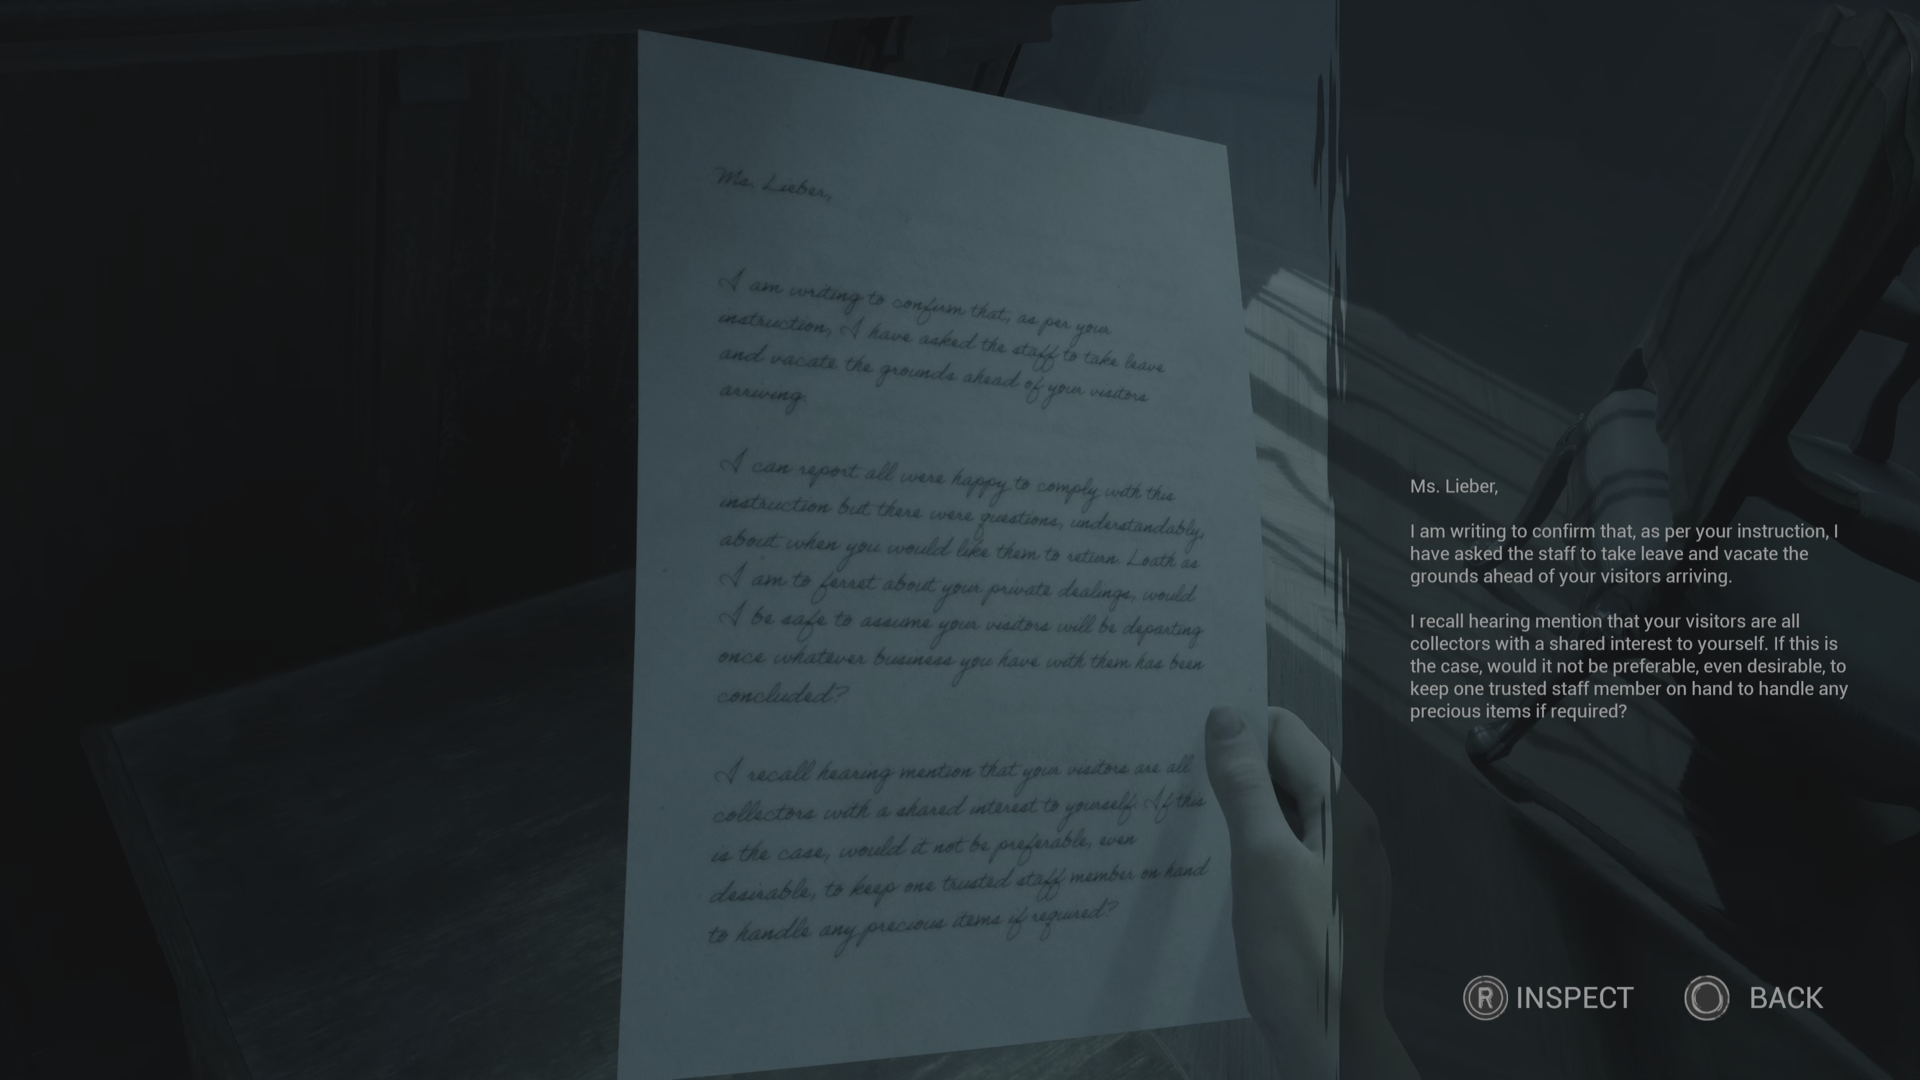 Ms. Lieber,
I am writing to confirm that, as per your
instruction, I have asked the staff to take leave
and vacate the grounds ahead of your visitors
arriving.
I can report all were happy to comply with this
instruction but there were questions, understandably,
about when you would like them to return. Loath as
I am to ferret about your private dealings, would
I be safe to assume your visitors will be departing
once whatever business you have with them has been
concluded?
I recall hearing mention that your visitors are all
collectors with a shared interest to yourself. If this
is the case, would it not be preferable, even
desirable, to keep one trusted staff member on hand
to handle any precious items if required?
Ms. Lieber,
I am writing to confirm that, as per your instruction, I
have asked the staff to take leave and vacate the
grounds ahead of your visitors arriving.
I recall hearing mention that your visitors are all
collectors with a shared interest to yourself. If this is
the case, would it not be preferable, even desirable, to
keep one trusted staff member on hand to handle any
precious items if required?
R INSPECT
BACK